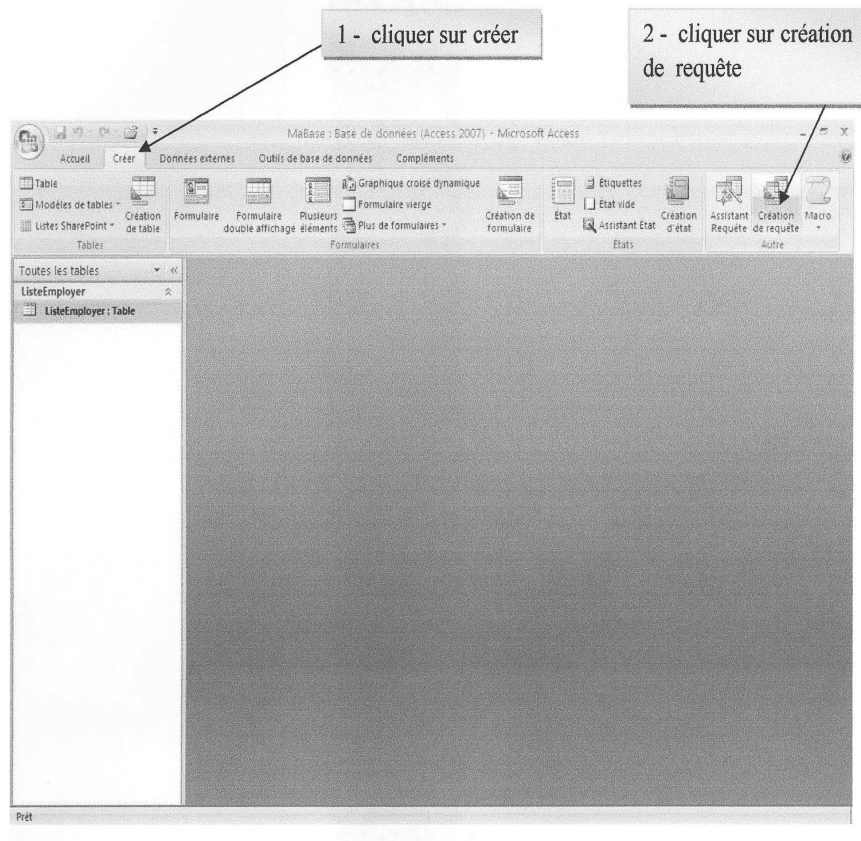 1 - cliquer sur créer
2 - cliquer sur création
de requête
MaBase : Base de données (Access 2007) - Microsoft Access
Accueil Créer Données externes Outils de base de données Compléments
Table
Modèles de tables
Listes SharePoint
Création
de table
Tables
Formulaire
Formulaire
double affichage
Plusieurs
éléments
Graphique croisé dynamique
Formulaire vierge
Plus de formulaires
Création de
formulaire
Formulaires
État
Étiquettes
État vide
Assistant État
Création
d'état
États
Assistant
Requête
Création
de requête
Macro
Autre
Toutes les tables
ListeEmployer
ListeEmployer : Table
Prêt